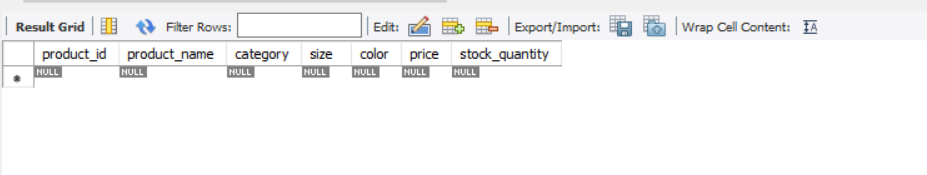 Result Grid Filter Rows: Edit: Export/Import: Wrap Cell Content: IA
product_id product_name category size color price stock_quantity
* NULL NULL NULL NULL NULL NULL NULL